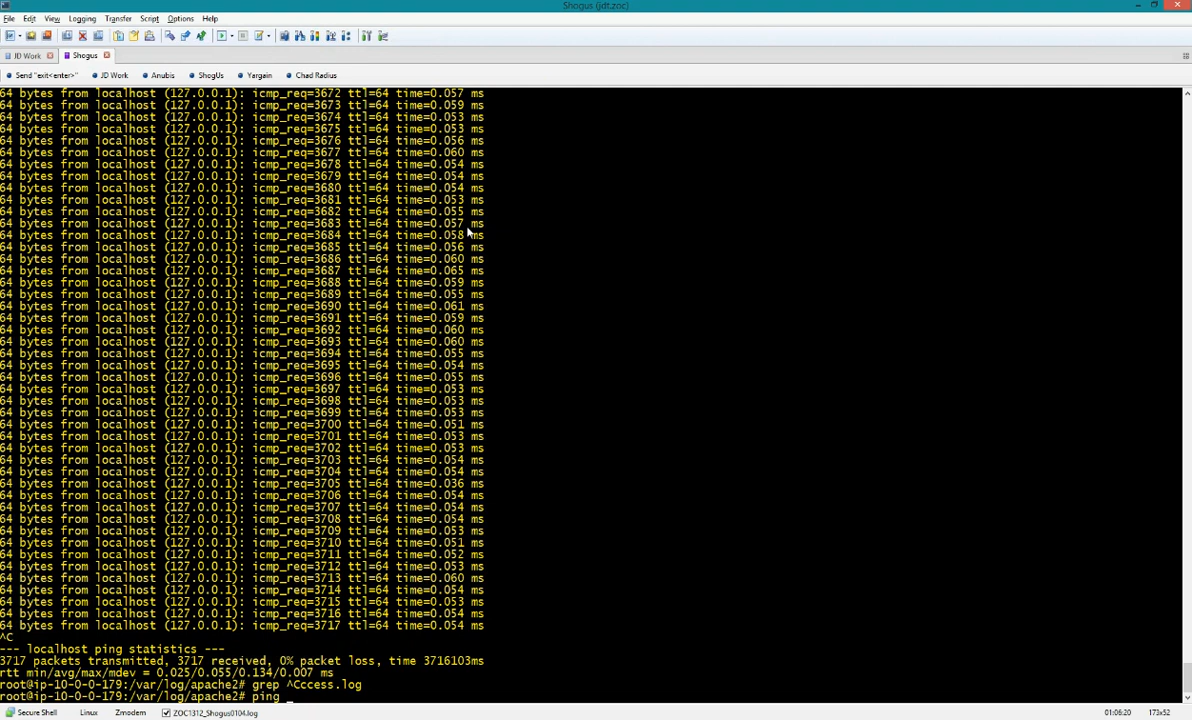 Shogus (jdt.zoc)
File Edit View Logging Transfer Script Options Help
JD Work Shogus
Send "exit<enter>" JD Work Anubis ShogUs Yargain Chad Radius
64 bytes from localhost (127.0.0.1): icmp_req=3672 ttl=64 time=0.057 ms
64 bytes from localhost (127.0.0.1): icmp_req=3673 ttl=64 time=0.059 ms
64 bytes from localhost (127.0.0.1): icmp_req=3674 ttl=64 time=0.053 ms
64 bytes from localhost (127.0.0.1): icmp_req=3675 ttl=64 time=0.053 ms
64 bytes from localhost (127.0.0.1): icmp_req=3676 ttl=64 time=0.056 ms
64 bytes from localhost (127.0.0.1): icmp_req=3677 ttl=64 time=0.060 ms
64 bytes from localhost (127.0.0.1): icmp_req=3678 ttl=64 time=0.054 ms
64 bytes from localhost (127.0.0.1): icmp_req=3679 ttl=64 time=0.054 ms
64 bytes from localhost (127.0.0.1): icmp_req=3680 ttl=64 time=0.054 ms
64 bytes from localhost (127.0.0.1): icmp_req=3681 ttl=64 time=0.053 ms
64 bytes from localhost (127.0.0.1): icmp_req=3682 ttl=64 time=0.055 ms
64 bytes from localhost (127.0.0.1): icmp_req=3683 ttl=64 time=0.057 ms
64 bytes from localhost (127.0.0.1): icmp_req=3684 ttl=64 time=0.058 ms
64 bytes from localhost (127.0.0.1): icmp_req=3685 ttl=64 time=0.056 ms
64 bytes from localhost (127.0.0.1): icmp_req=3686 ttl=64 time=0.060 ms
64 bytes from localhost (127.0.0.1): icmp_req=3687 ttl=64 time=0.065 ms
64 bytes from localhost (127.0.0.1): icmp_req=3688 ttl=64 time=0.059 ms
64 bytes from localhost (127.0.0.1): icmp_req=3689 ttl=64 time=0.055 ms
64 bytes from localhost (127.0.0.1): icmp_req=3690 ttl=64 time=0.061 ms
64 bytes from localhost (127.0.0.1): icmp_req=3691 ttl=64 time=0.059 ms
64 bytes from localhost (127.0.0.1): icmp_req=3692 ttl=64 time=0.060 ms
64 bytes from localhost (127.0.0.1): icmp_req=3693 ttl=64 time=0.060 ms
64 bytes from localhost (127.0.0.1): icmp_req=3694 ttl=64 time=0.055 ms
64 bytes from localhost (127.0.0.1): icmp_req=3695 ttl=64 time=0.054 ms
64 bytes from localhost (127.0.0.1): icmp_req=3696 ttl=64 time=0.055 ms
64 bytes from localhost (127.0.0.1): icmp_req=3697 ttl=64 time=0.053 ms
64 bytes from localhost (127.0.0.1): icmp_req=3698 ttl=64 time=0.053 ms
64 bytes from localhost (127.0.0.1): icmp_req=3699 ttl=64 time=0.053 ms
64 bytes from localhost (127.0.0.1): icmp_req=3700 ttl=64 time=0.051 ms
64 bytes from localhost (127.0.0.1): icmp_req=3701 ttl=64 time=0.053 ms
64 bytes from localhost (127.0.0.1): icmp_req=3702 ttl=64 time=0.053 ms
64 bytes from localhost (127.0.0.1): icmp_req=3703 ttl=64 time=0.054 ms
64 bytes from localhost (127.0.0.1): icmp_req=3704 ttl=64 time=0.054 ms
64 bytes from localhost (127.0.0.1): icmp_req=3705 ttl=64 time=0.036 ms
64 bytes from localhost (127.0.0.1): icmp_req=3706 ttl=64 time=0.054 ms
64 bytes from localhost (127.0.0.1): icmp_req=3707 ttl=64 time=0.054 ms
64 bytes from localhost (127.0.0.1): icmp_req=3708 ttl=64 time=0.054 ms
64 bytes from localhost (127.0.0.1): icmp_req=3709 ttl=64 time=0.053 ms
64 bytes from localhost (127.0.0.1): icmp_req=3710 ttl=64 time=0.051 ms
64 bytes from localhost (127.0.0.1): icmp_req=3711 ttl=64 time=0.052 ms
64 bytes from localhost (127.0.0.1): icmp_req=3712 ttl=64 time=0.053 ms
64 bytes from localhost (127.0.0.1): icmp_req=3713 ttl=64 time=0.060 ms
64 bytes from localhost (127.0.0.1): icmp_req=3714 ttl=64 time=0.054 ms
64 bytes from localhost (127.0.0.1): icmp_req=3715 ttl=64 time=0.053 ms
64 bytes from localhost (127.0.0.1): icmp_req=3716 ttl=64 time=0.054 ms
64 bytes from localhost (127.0.0.1): icmp_req=3717 ttl=64 time=0.054 ms
^C
--- localhost ping statistics ---
3717 packets transmitted, 3717 received, 0% packet loss, time 3716103ms
rtt min/avg/max/mdev = 0.025/0.055/0.134/0.007 ms
root@ip-10-0-0-179:/var/log/apache2# grep ^Cccess.log
root@ip-10-0-0-179:/var/log/apache2# ping _
Secure Shell Linux Zmodem ZOC1312_Shogus0104.log 01:06:20 173x52